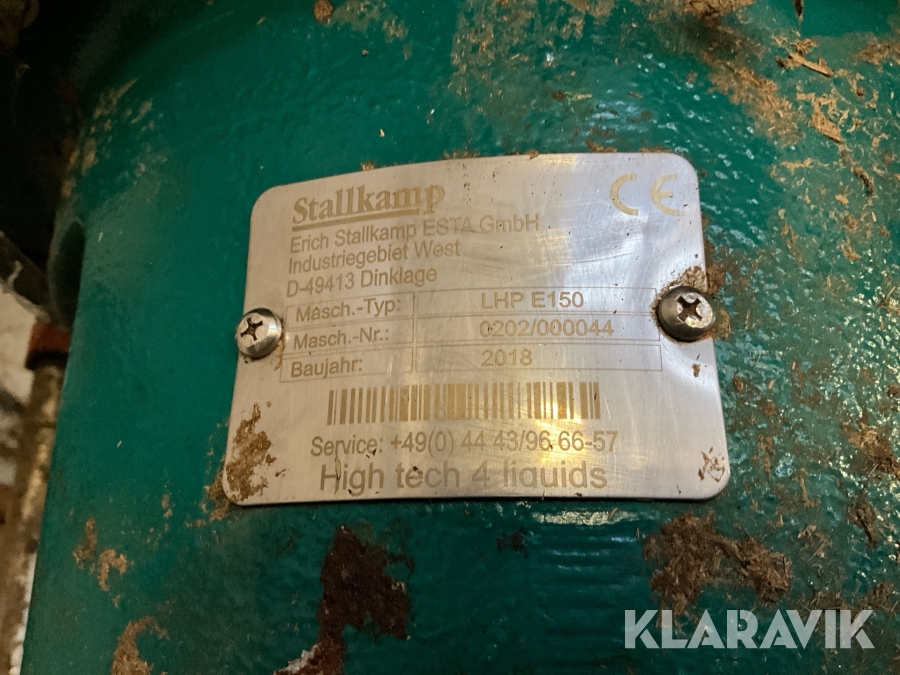 Stallkamp
CE
Erich Stallkamp ESTA GmbH
Industriegebiet West
D-49413 Dinklage
Masch.-Typ: LHP E150
Masch.-Nr.: 0202/000044
Baujahr: 2018
Service: +49(0) 44 43/96 66-57
High tech 4 liquids
KLARAVIK